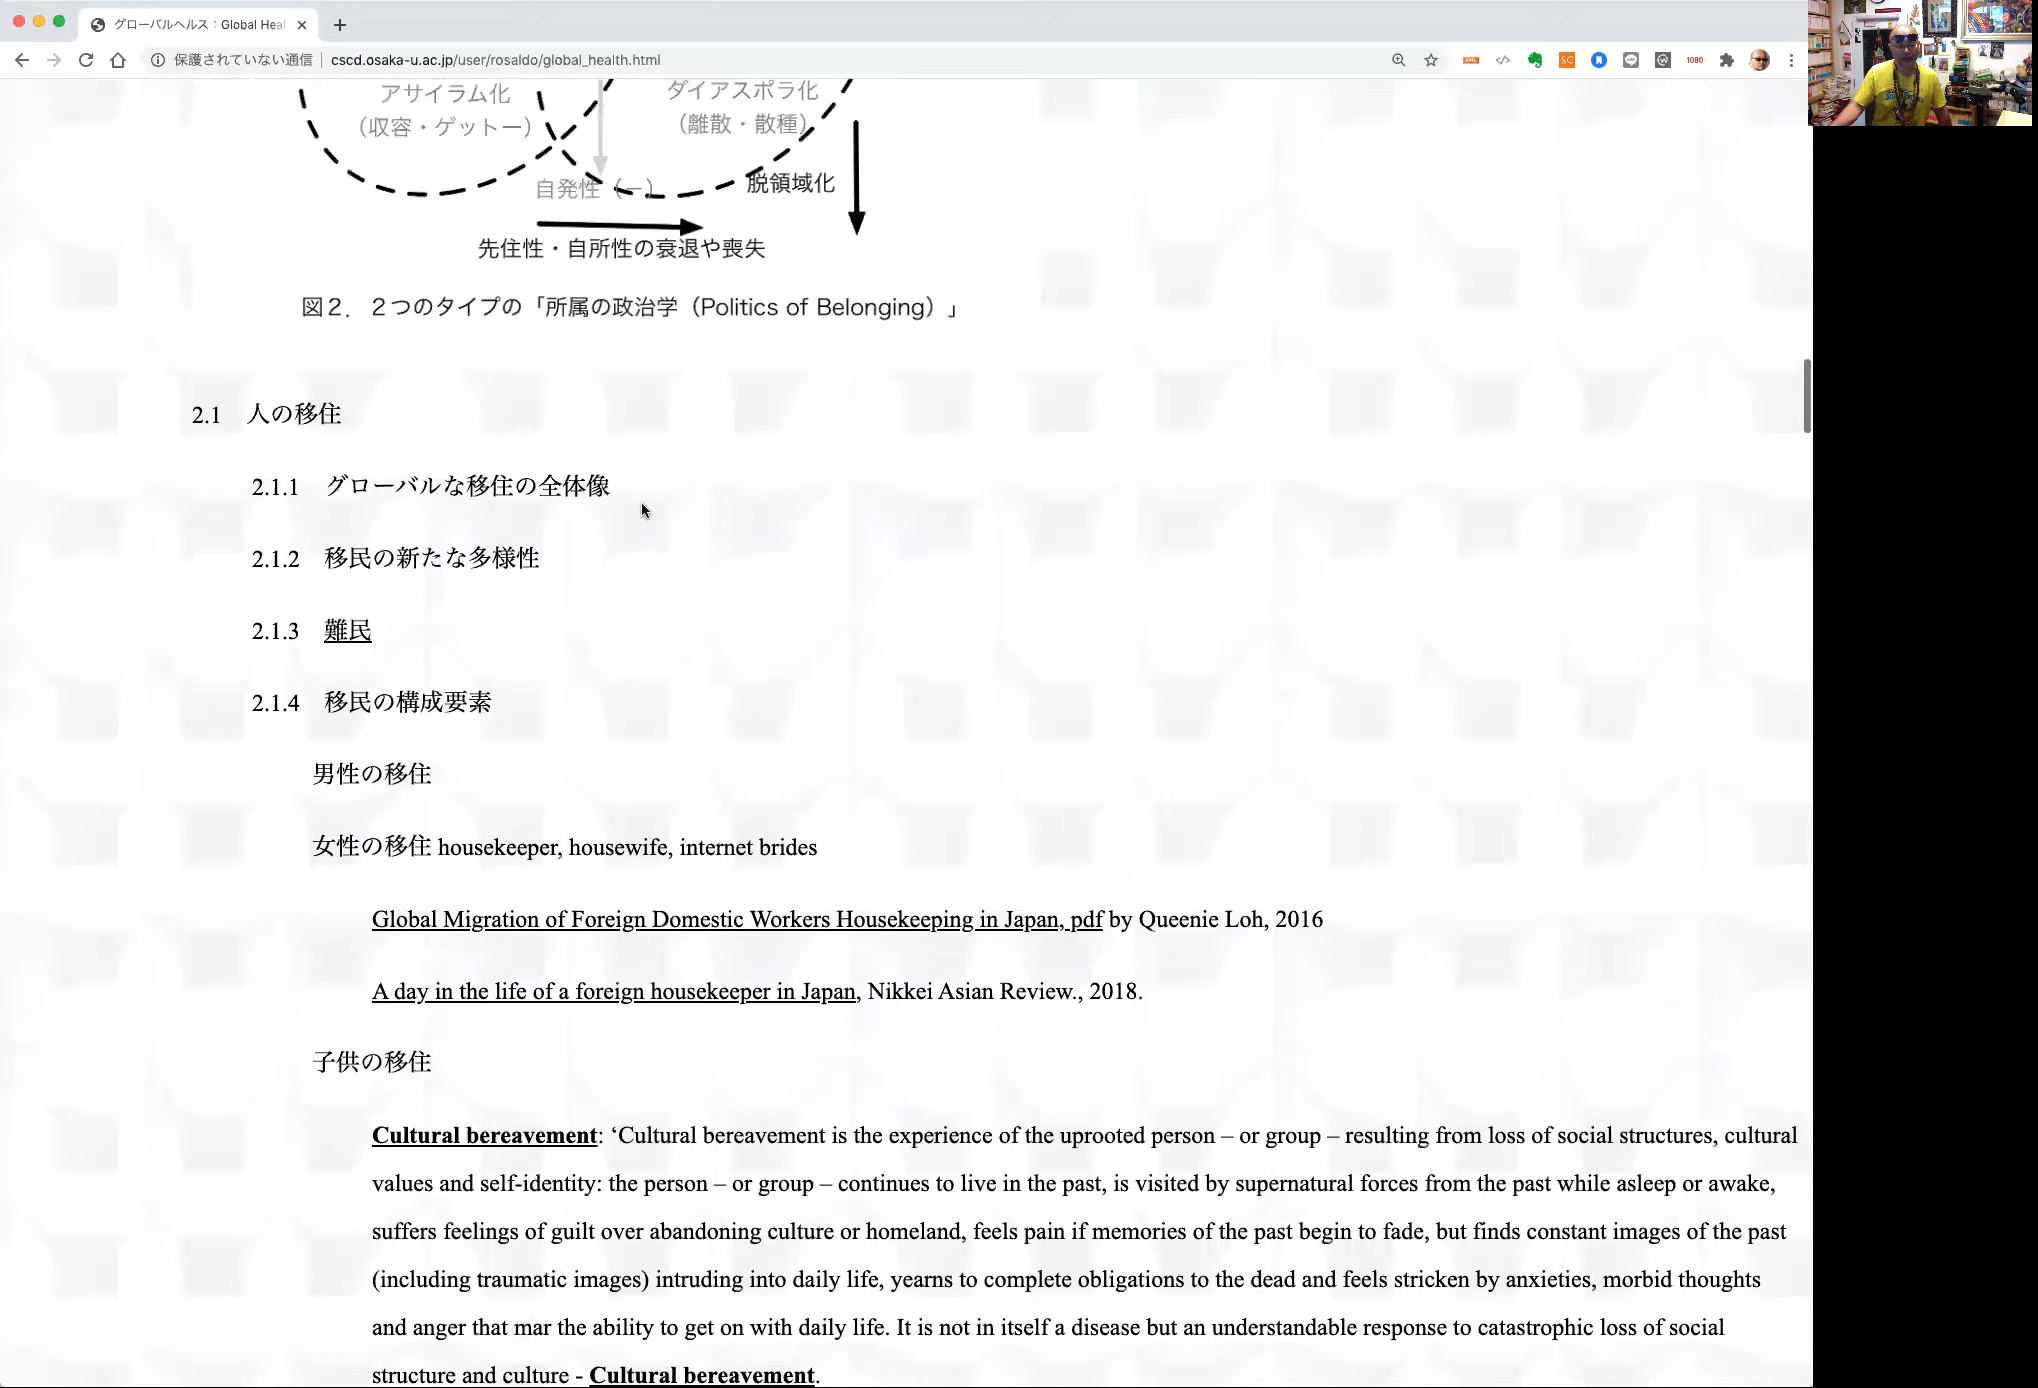 グローバルヘルス：Global Hea
保護されていない通信 | cscd.osaka-u.ac.jp/user/rosaldo/global_health.html
SC
1080
アサイラム化
（収容・ゲットー）
ダイアスポラ化
（離散・散種）
自発性（−）
脱領域化
先住性・自所性の衰退や喪失
図２．２つのタイプの「所属の政治学（Politics of Belonging）」
2.1 人の移住
2.1.1 グローバルな移住の全体像
2.1.2 移民の新たな多様性
2.1.3 難民
2.1.4 移民の構成要素
男性の移住
女性の移住 housekeeper, housewife, internet brides
Global Migration of Foreign Domestic Workers Housekeeping in Japan, pdf by Queenie Loh, 2016
A day in the life of a foreign housekeeper in Japan, Nikkei Asian Review., 2018.
子供の移住
Cultural bereavement: ‘Cultural bereavement is the experience of the uprooted person – or group – resulting from loss of social structures, cultural
values and self-identity: the person – or group – continues to live in the past, is visited by supernatural forces from the past while asleep or awake,
suffers feelings of guilt over abandoning culture or homeland, feels pain if memories of the past begin to fade, but finds constant images of the past
(including traumatic images) intruding into daily life, yearns to complete obligations to the dead and feels stricken by anxieties, morbid thoughts
and anger that mar the ability to get on with daily life. It is not in itself a disease but an understandable response to catastrophic loss of social
structure and culture - Cultural bereavement.